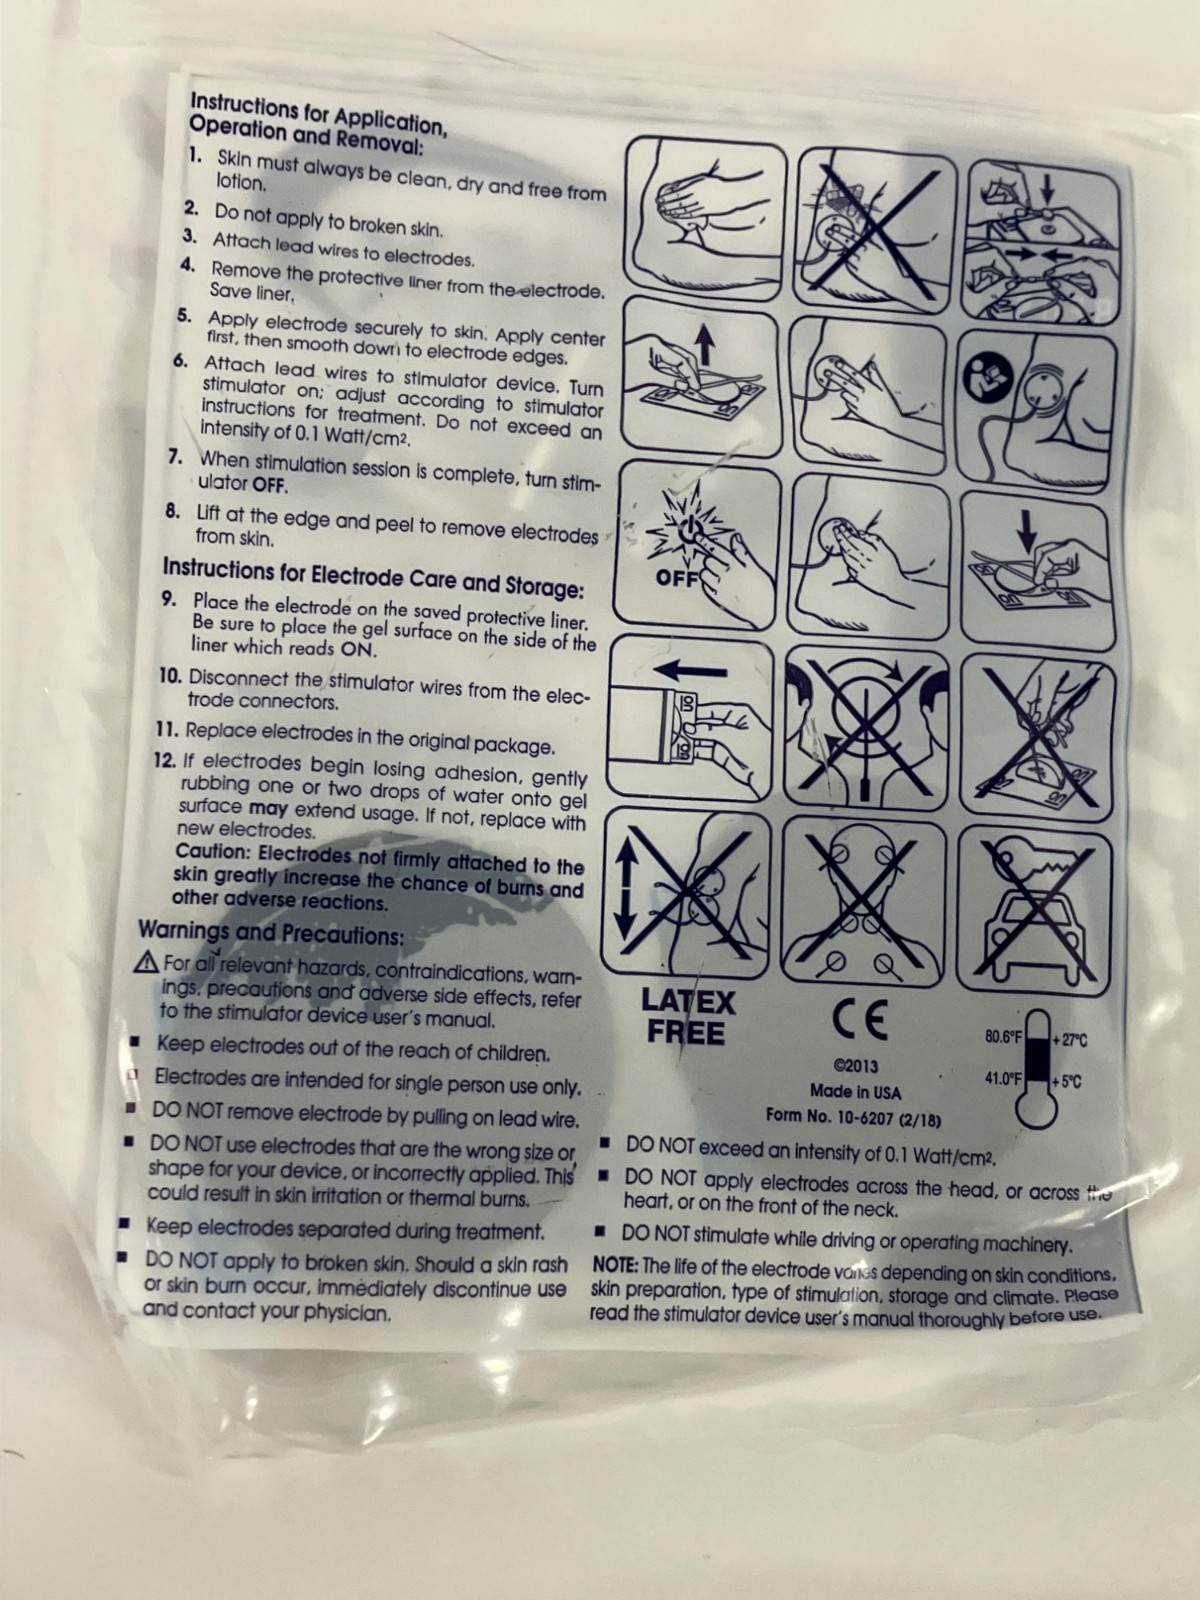 Instructions for Application,
Operation and Removal:
1. Skin must always be clean, dry and free from
lotion.
2. Do not apply to broken skin.
3. Attach lead wires to electrodes.
4. Remove the protective liner from the electrode.
Save liner.
5. Apply electrode securely to skin. Apply center
first, then smooth down to electrode edges.
6. Attach lead wires to stimulator device. Turn
stimulator on; adjust according to stimulator
instructions for treatment. Do not exceed an
intensity of 0.1 Watt/cm².
7. When stimulation session is complete, turn stim-
ulator OFF.
8. Lift at the edge and peel to remove electrodes
from skin.
Instructions for Electrode Care and Storage:
9. Place the electrode on the saved protective liner.
Be sure to place the gel surface on the side of the
liner which reads ON.
10. Disconnect the stimulator wires from the elec-
trode connectors.
11. Replace electrodes in the original package.
12. If electrodes begin losing adhesion, gently
rubbing one or two drops of water onto gel
surface may extend usage. If not, replace with
new electrodes.
Caution: Electrodes not firmly attached to the
skin greatly increase the chance of burns and
other adverse reactions.
Warnings and Precautions:
⚠ For all relevant hazards, contraindications, warn-
ings, precautions and adverse side effects, refer
to the stimulator device user's manual.
■ Keep electrodes out of the reach of children.
■ Electrodes are intended for single person use only.
■ DO NOT remove electrode by pulling on lead wire.
■ DO NOT use electrodes that are the wrong size or
shape for your device, or incorrectly applied. This
could result in skin irritation or thermal burns.
■ Keep electrodes separated during treatment.
■ DO NOT apply to broken skin. Should a skin rash
or skin burn occur, immediately discontinue use
and contact your physician.
OFF
ON
ON
ON
ON
ON
LATEX
FREE
CE
©2013
Made in USA
Form No. 10-6207 (2/18)
80.6°F +27°C
41.0°F +5°C
■ DO NOT exceed an intensity of 0.1 Watt/cm².
■ DO NOT apply electrodes across the head, or across the
heart, or on the front of the neck.
■ DO NOT stimulate while driving or operating machinery.
NOTE: The life of the electrode varies depending on skin conditions,
skin preparation, type of stimulation, storage and climate. Please
read the stimulator device user's manual thoroughly before use.